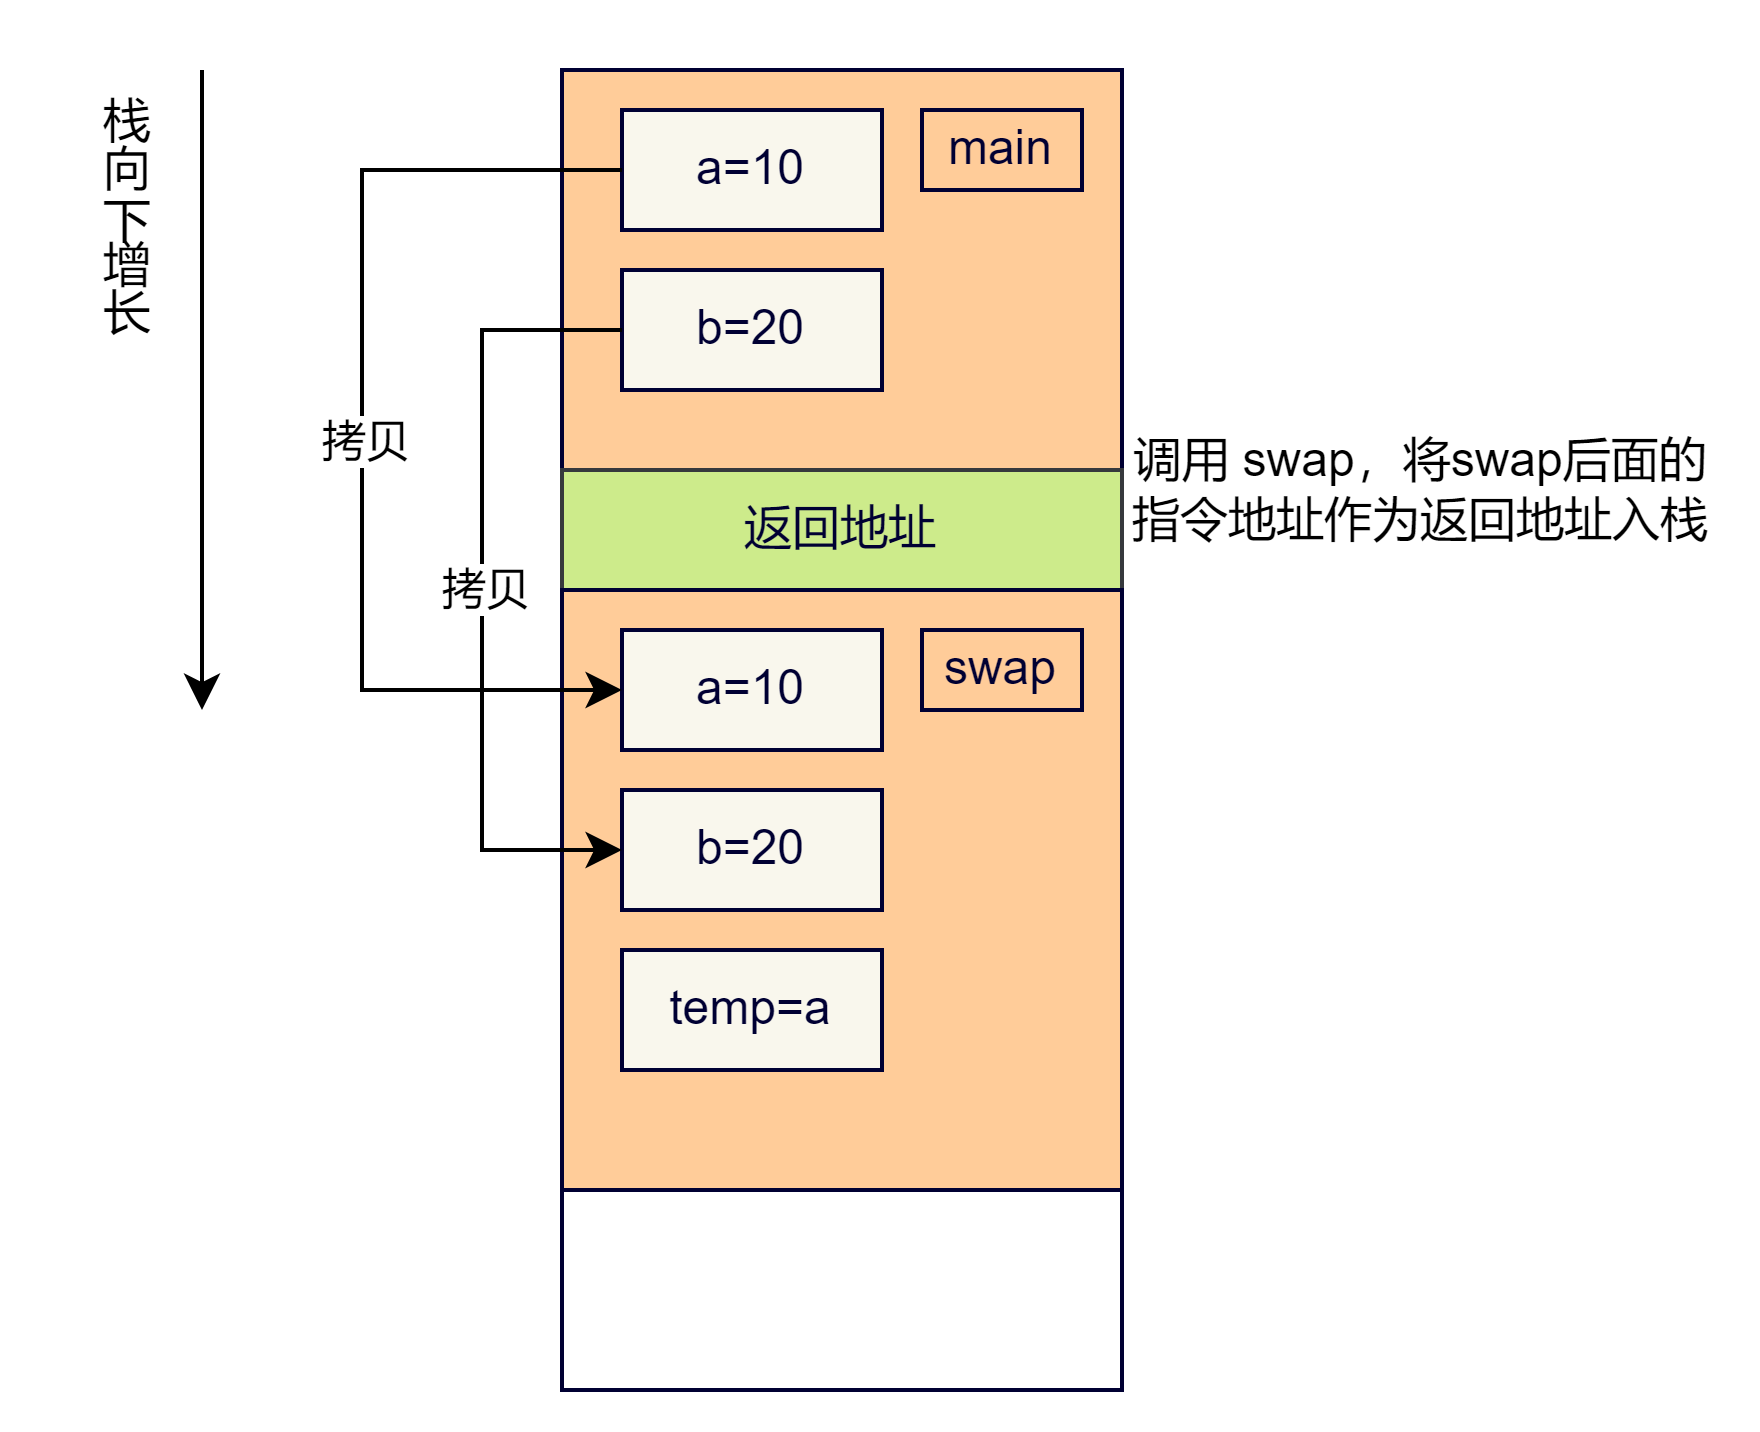 栈向下增长
a=10
main
b=20
拷贝
调用 swap，将swap后面的
指令地址作为返回地址入栈
返回地址
拷贝
a=10
swap
b=20
temp=a